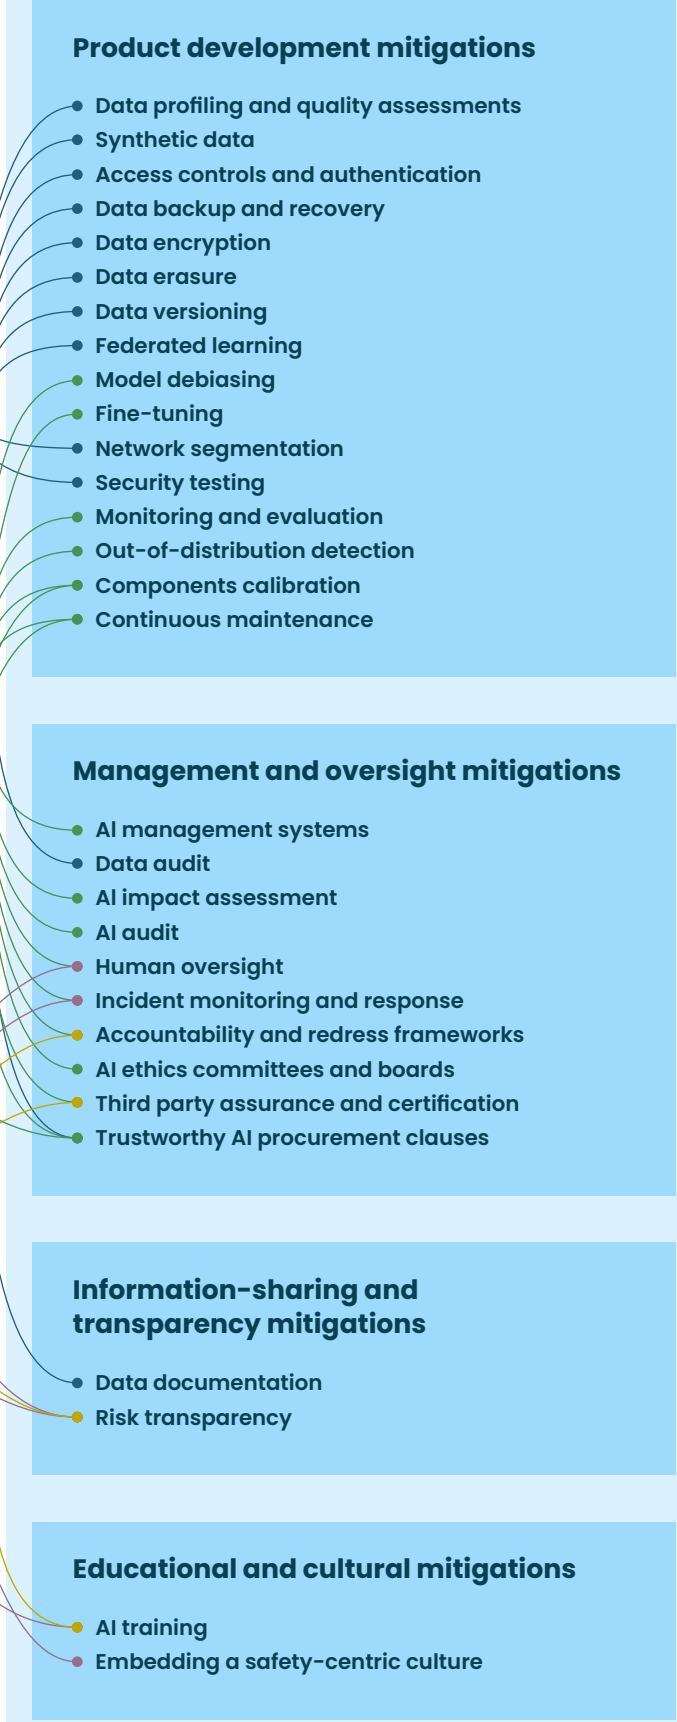 Product development mitigations
Data profiling and quality assessments
Synthetic data
Access controls and authentication
Data backup and recovery
Data encryption
Data erasure
Data versioning
Federated learning
Model debiasing
Fine-tuning
Network segmentation
Security testing
Monitoring and evaluation
Out-of-distribution detection
Components calibration
Continuous maintenance
Management and oversight mitigations
AI management systems
Data audit
AI impact assessment
AI audit
Human oversight
Incident monitoring and response
Accountability and redress frameworks
AI ethics committees and boards
Third party assurance and certification
Trustworthy AI procurement clauses
Information-sharing and
transparency mitigations
Data documentation
Risk transparency
Educational and cultural mitigations
AI training
Embedding a safety-centric culture